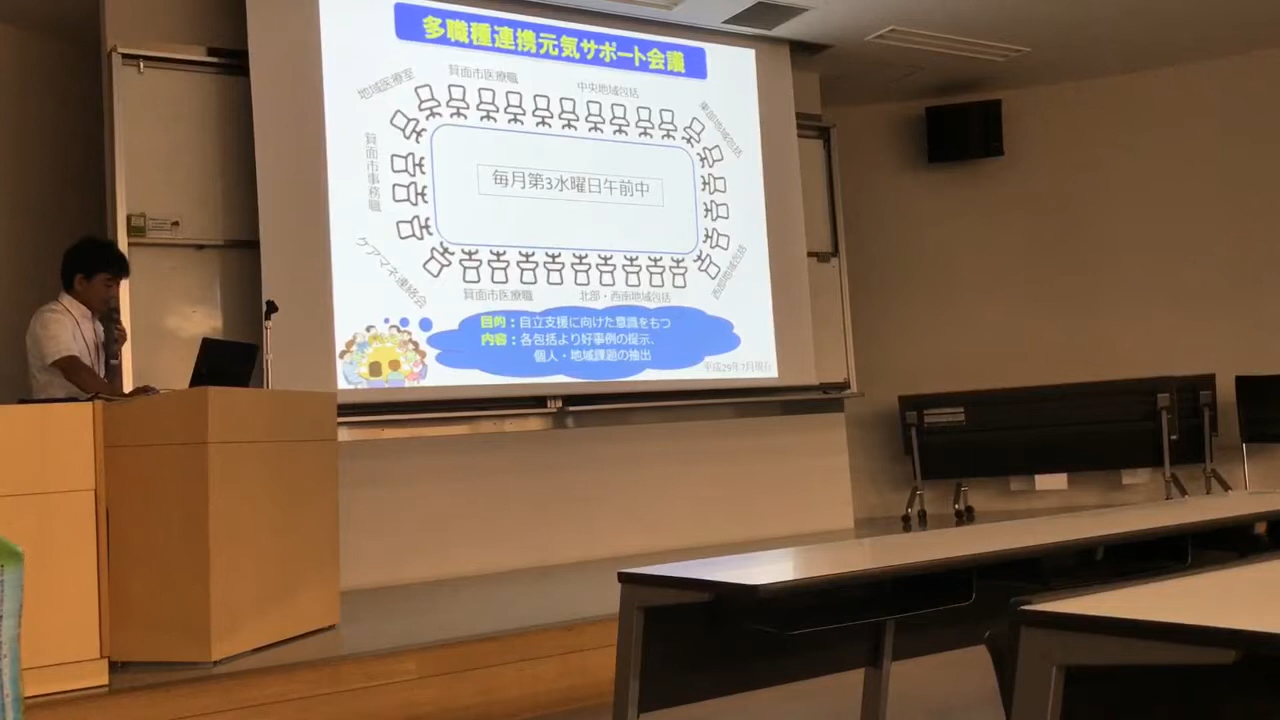 多職種連携元気サポート会議
地域医療室
箕面市医療職
中央地域包括
東部地域包括
箕面市事務職
毎月第3水曜日午前中
ケアマネ連絡会
箕面市医療職
北部・西南地域包括
西部地域包括
目的：自立支援に向けた意識をもつ
内容：各包括より好事例の提示、
個人・地域課題の抽出
平成29年7月現在